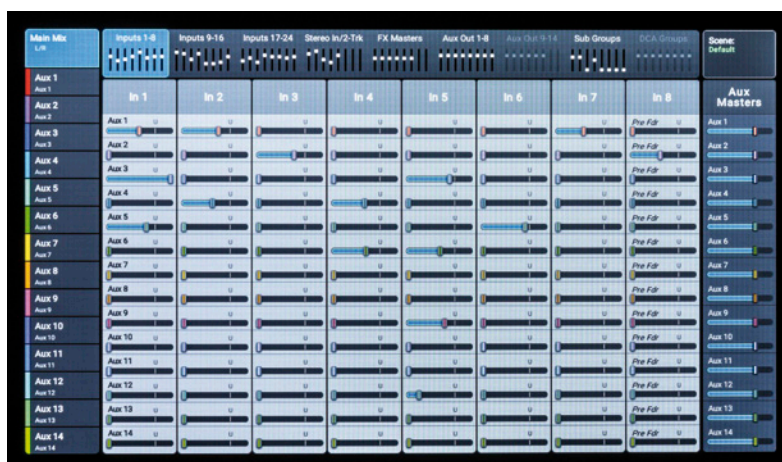 Main Mix
L/R
Inputs 1-8
Inputs 9-16
Inputs 17-24
Stereo In/2-Trk
FX Masters
Aux Out 1-8
Aux Out 9-14
Sub Groups
DCA Groups
Scene:
Default
Aux 1
Aux 1
Aux 2
Aux 2
Aux 3
Aux 3
Aux 4
Aux 4
Aux 5
Aux 5
Aux 6
Aux 6
Aux 7
Aux 7
Aux 8
Aux 8
Aux 9
Aux 9
Aux 10
Aux 10
Aux 11
Aux 11
Aux 12
Aux 12
Aux 13
Aux 13
Aux 14
Aux 14
In 1
In 2
In 3
In 4
In 5
In 6
In 7
In 8
Aux
Masters
Aux 1 U U U U U U U Pre Fdr U Aux 1
Aux 2 U U U U U U U Pre Fdr U Aux 2
Aux 3 U U U U U U U Pre Fdr U Aux 3
Aux 4 U U U U U U U Pre Fdr U Aux 4
Aux 5 U U U U U U U Pre Fdr U Aux 5
Aux 6 U U U U U U U Pre Fdr U Aux 6
Aux 7 U U U U U U U Pre Fdr U Aux 7
Aux 8 U U U U U U U Pre Fdr U Aux 8
Aux 9 U U U U U U U Pre Fdr U Aux 9
Aux 10 U U U U U U U Pre Fdr U Aux 10
Aux 11 U U U U U U U Pre Fdr U Aux 11
Aux 12 U U U U U U U Pre Fdr U Aux 12
Aux 13 U U U U U U U Pre Fdr U Aux 13
Aux 14 U U U U U U U Pre Fdr U Aux 14